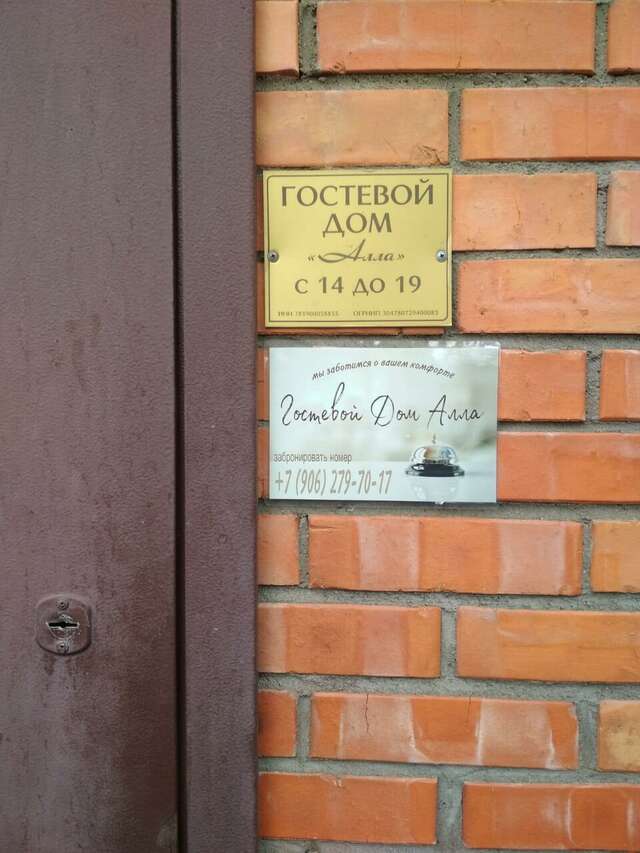 ГОСТЕВОЙ
ДОМ
«Алла»
с 14 до 19
мы заботимся о вашем комфорте
Гостевой Дом Алла
забронировать номер
+7 (906) 279-70-17